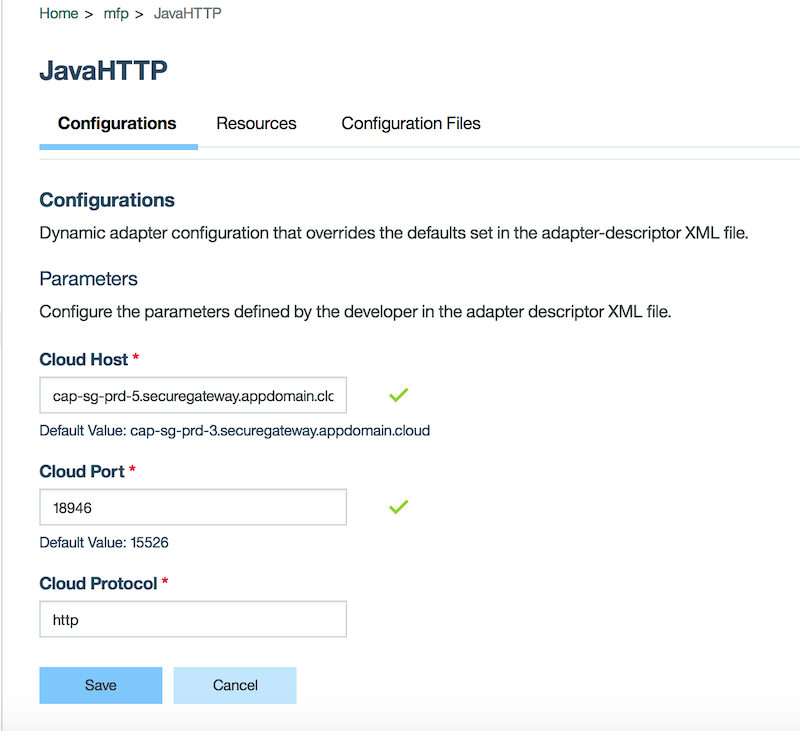 Home > mfp > JavaHTTP
JavaHTTP
Configurations Resources Configuration Files
Configurations
Dynamic adapter configuration that overrides the defaults set in the adapter-descriptor XML file.
Parameters
Configure the parameters defined by the developer in the adapter descriptor XML file.
Cloud Host *
cap-sg-prd-5.securegateway.appdomain.clc
Default Value: cap-sg-prd-3.securegateway.appdomain.cloud
Cloud Port *
18946
Default Value: 15526
Cloud Protocol *
http
Save Cancel